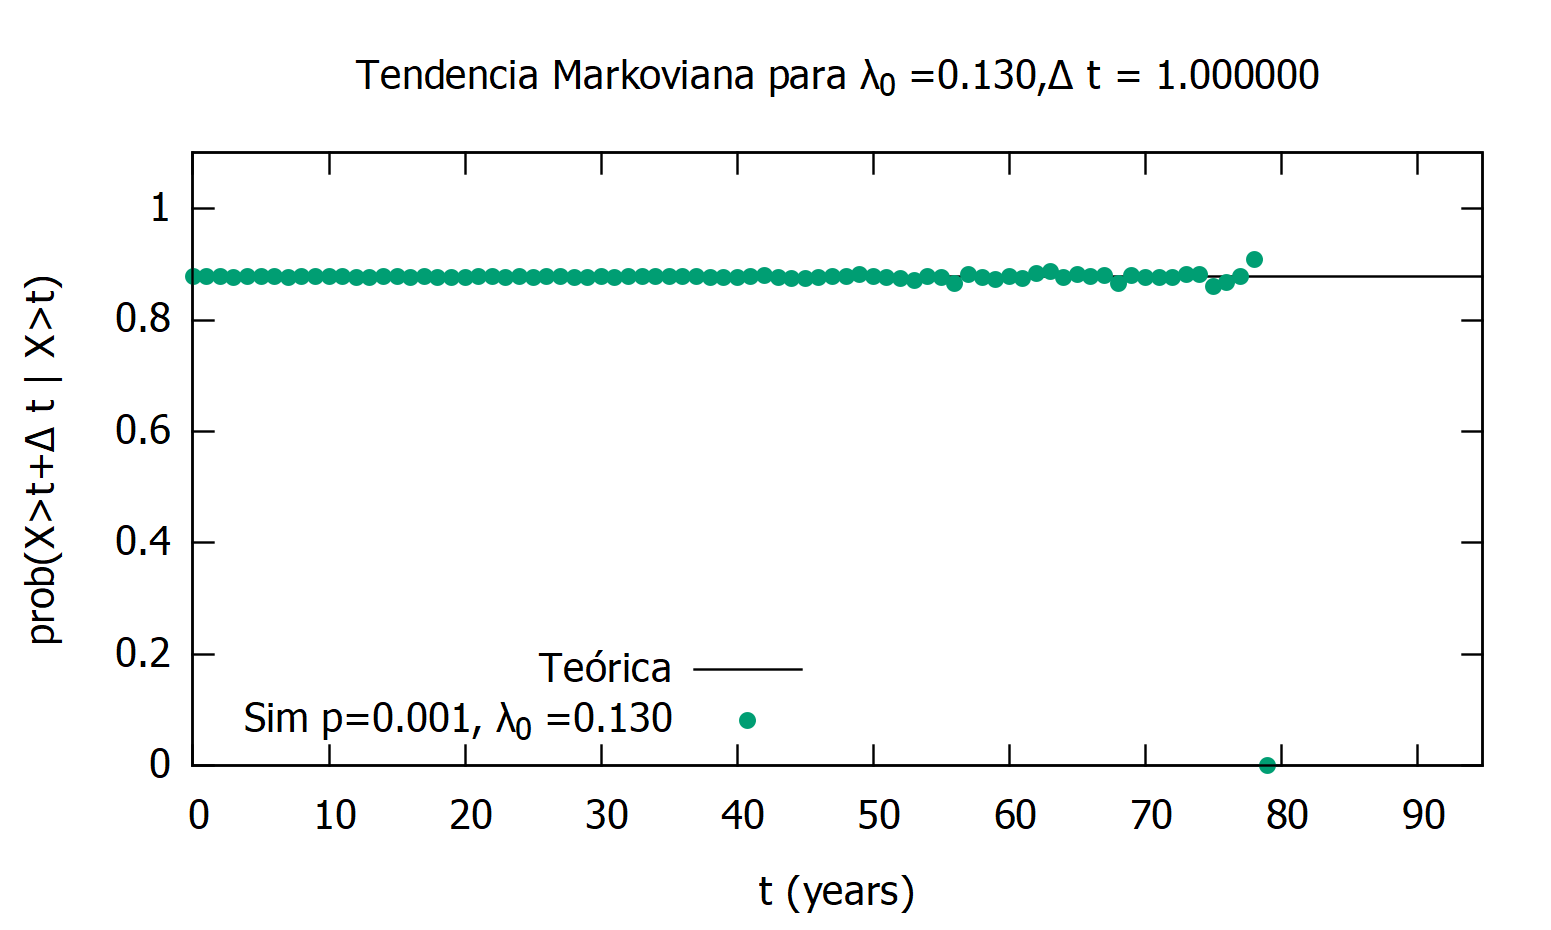 Tendencia Markoviana para λ₀ =0.130,Δ t = 1.000000
prob(X>t+Δ t | X>t)
1
0.8
0.6
0.4
0.2
0
Teórica
Sim p=0.001, λ₀ =0.130
0 10 20 30 40 50 60 70 80 90
t (years)